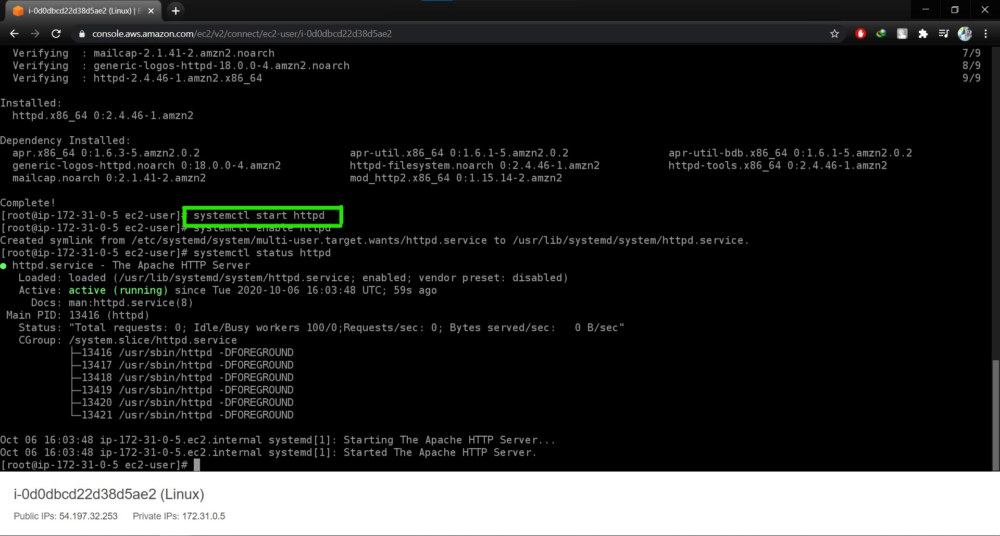 i-0d0dbcd22d38d5ae2 (Linux) | E
console.aws.amazon.com/ec2/v2/connect/ec2-user/i-0d0dbcd22d38d5ae2
Verifying : mailcap-2.1.41-2.amzn2.noarch 7/9
Verifying : generic-logos-httpd-18.0.0-4.amzn2.noarch 8/9
Verifying : httpd-2.4.46-1.amzn2.x86_64 9/9
Installed:
httpd.x86_64 0:2.4.46-1.amzn2
Dependency Installed:
apr.x86_64 0:1.6.3-5.amzn2.0.2 apr-util.x86_64 0:1.6.1-5.amzn2.0.2 apr-util-bdb.x86_64 0:1.6.1-5.amzn2.0.2
generic-logos-httpd.noarch 0:18.0.0-4.amzn2 httpd-filesystem.noarch 0:2.4.46-1.amzn2 httpd-tools.x86_64 0:2.4.46-1.amzn2
mailcap.noarch 0:2.1.41-2.amzn2 mod_http2.x86_64 0:1.15.14-2.amzn2
Complete!
[root@ip-172-31-0-5 ec2-user]# systemctl start httpd
[root@ip-172-31-0-5 ec2-user]# systemctl enable httpd
Created symlink from /etc/systemd/system/multi-user.target.wants/httpd.service to /usr/lib/systemd/system/httpd.service.
[root@ip-172-31-0-5 ec2-user]# systemctl status httpd
● httpd.service - The Apache HTTP Server
Loaded: loaded (/usr/lib/systemd/system/httpd.service; enabled; vendor preset: disabled)
Active: active (running) since Tue 2020-10-06 16:03:48 UTC; 59s ago
Docs: man:httpd.service(8)
Main PID: 13416 (httpd)
Status: "Total requests: 0; Idle/Busy workers 100/0;Requests/sec: 0; Bytes served/sec:   0 B/sec"
CGroup: /system.slice/httpd.service
├─13416 /usr/sbin/httpd -DFOREGROUND
├─13417 /usr/sbin/httpd -DFOREGROUND
├─13418 /usr/sbin/httpd -DFOREGROUND
├─13419 /usr/sbin/httpd -DFOREGROUND
├─13420 /usr/sbin/httpd -DFOREGROUND
└─13421 /usr/sbin/httpd -DFOREGROUND
Oct 06 16:03:48 ip-172-31-0-5.ec2.internal systemd[1]: Starting The Apache HTTP Server...
Oct 06 16:03:48 ip-172-31-0-5.ec2.internal systemd[1]: Started The Apache HTTP Server.
[root@ip-172-31-0-5 ec2-user]#
i-0d0dbcd22d38d5ae2 (Linux)
Public IPs: 54.197.32.253 Private IPs: 172.31.0.5